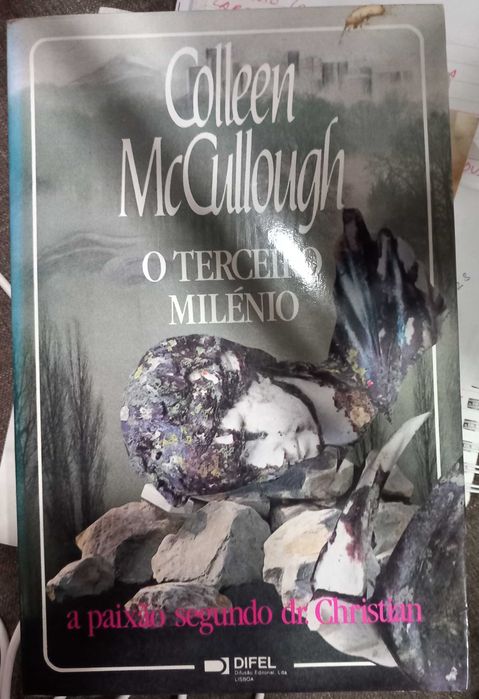 Colleen
McCullough
O TERCEIRO
MILÉNIO
a paixão segundo dr. Christian
DIFEL
Difusão Editorial, Lda
LISBOA